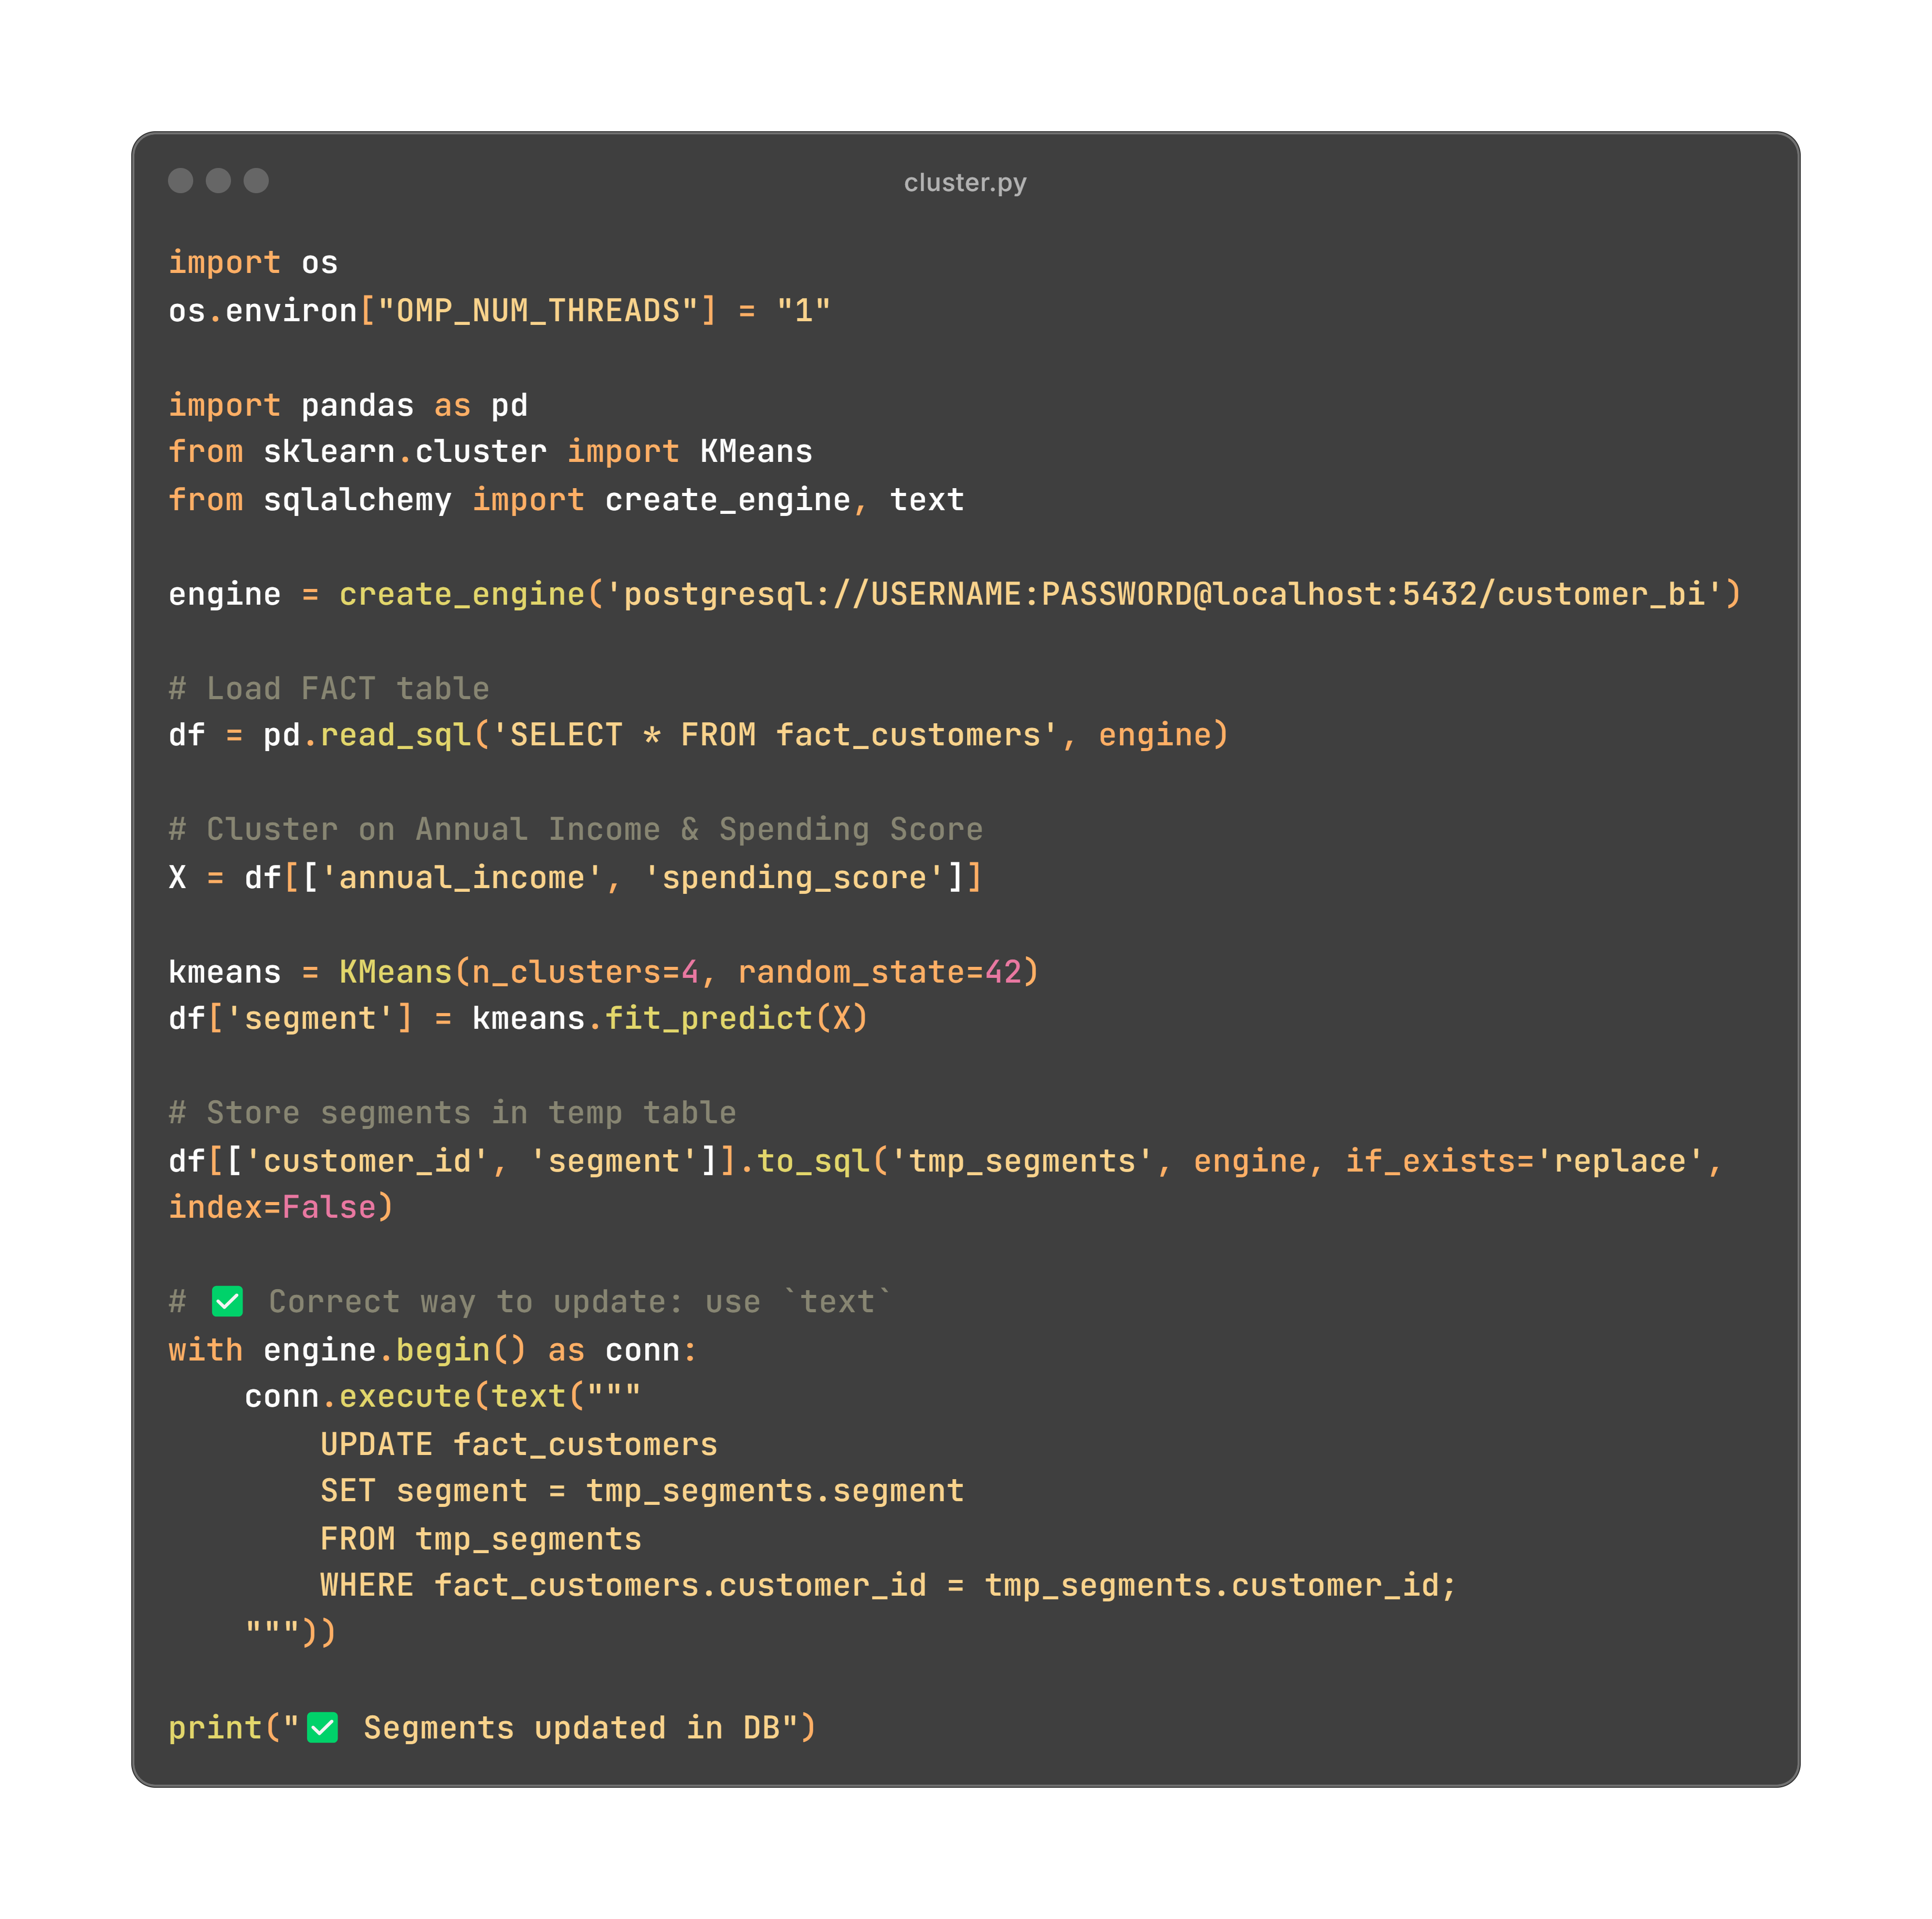 cluster.py
import os
os.environ["OMP_NUM_THREADS"] = "1"
import pandas as pd
from sklearn.cluster import KMeans
from sqlalchemy import create_engine, text
engine = create_engine('postgresql://USERNAME:PASSWORD@localhost:5432/customer_bi')
# Load FACT table
df = pd.read_sql('SELECT * FROM fact_customers', engine)
# Cluster on Annual Income & Spending Score
X = df[['annual_income', 'spending_score']]
kmeans = KMeans(n_clusters=4, random_state=42)
df['segment'] = kmeans.fit_predict(X)
# Store segments in temp table
df[['customer_id', 'segment']].to_sql('tmp_segments', engine, if_exists='replace',
index=False)
# ✅ Correct way to update: use `text`
with engine.begin() as conn:
    conn.execute(text("""
        UPDATE fact_customers
        SET segment = tmp_segments.segment
        FROM tmp_segments
        WHERE fact_customers.customer_id = tmp_segments.customer_id;
    """))
print("✅ Segments updated in DB")